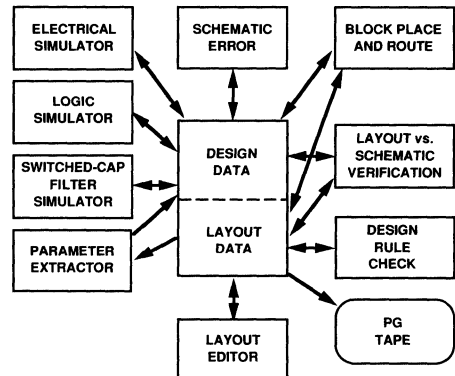 ELECTRICAL
SIMULATOR
SCHEMATIC
ERROR
BLOCK PLACE
AND ROUTE
LOGIC
SIMULATOR
DESIGN
DATA
LAYOUT vs.
SCHEMATIC
VERIFICATION
SWITCHED-CAP
FILTER
SIMULATOR
LAYOUT
DATA
PARAMETER
EXTRACTOR
DESIGN
RULE
CHECK
LAYOUT
EDITOR
PG
TAPE